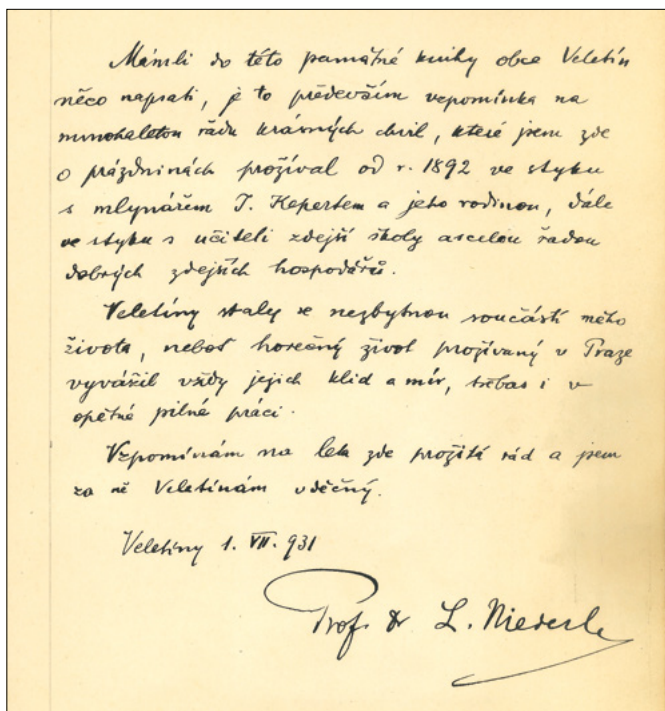 Mámli do této památné knihy obce Veletín
něco napsati, je to především vzpomínka na
mnohaletou řadu krásných chvil, které jsem zde
o prázdninách prožíval od r. 1892 ve styku
s mlynářem T. Kepertem a jeho rodinou, dále
ve styku s učiteli zdejší školy a celou řadou
dobrých zdejších hospodářů.
Veletíny staly se nezbytnou součástí mého
života, neboť horečný život prožívaný v Praze
vyvážil vždy jejich klid a mír, třebas i v
opětné pilné práci.
Vzpomínám na léta zde prožitá rád a jsem
za ně Veletínám vděčný.
Veletíny 1. VII. 931
Prof. Dr L. Niederle